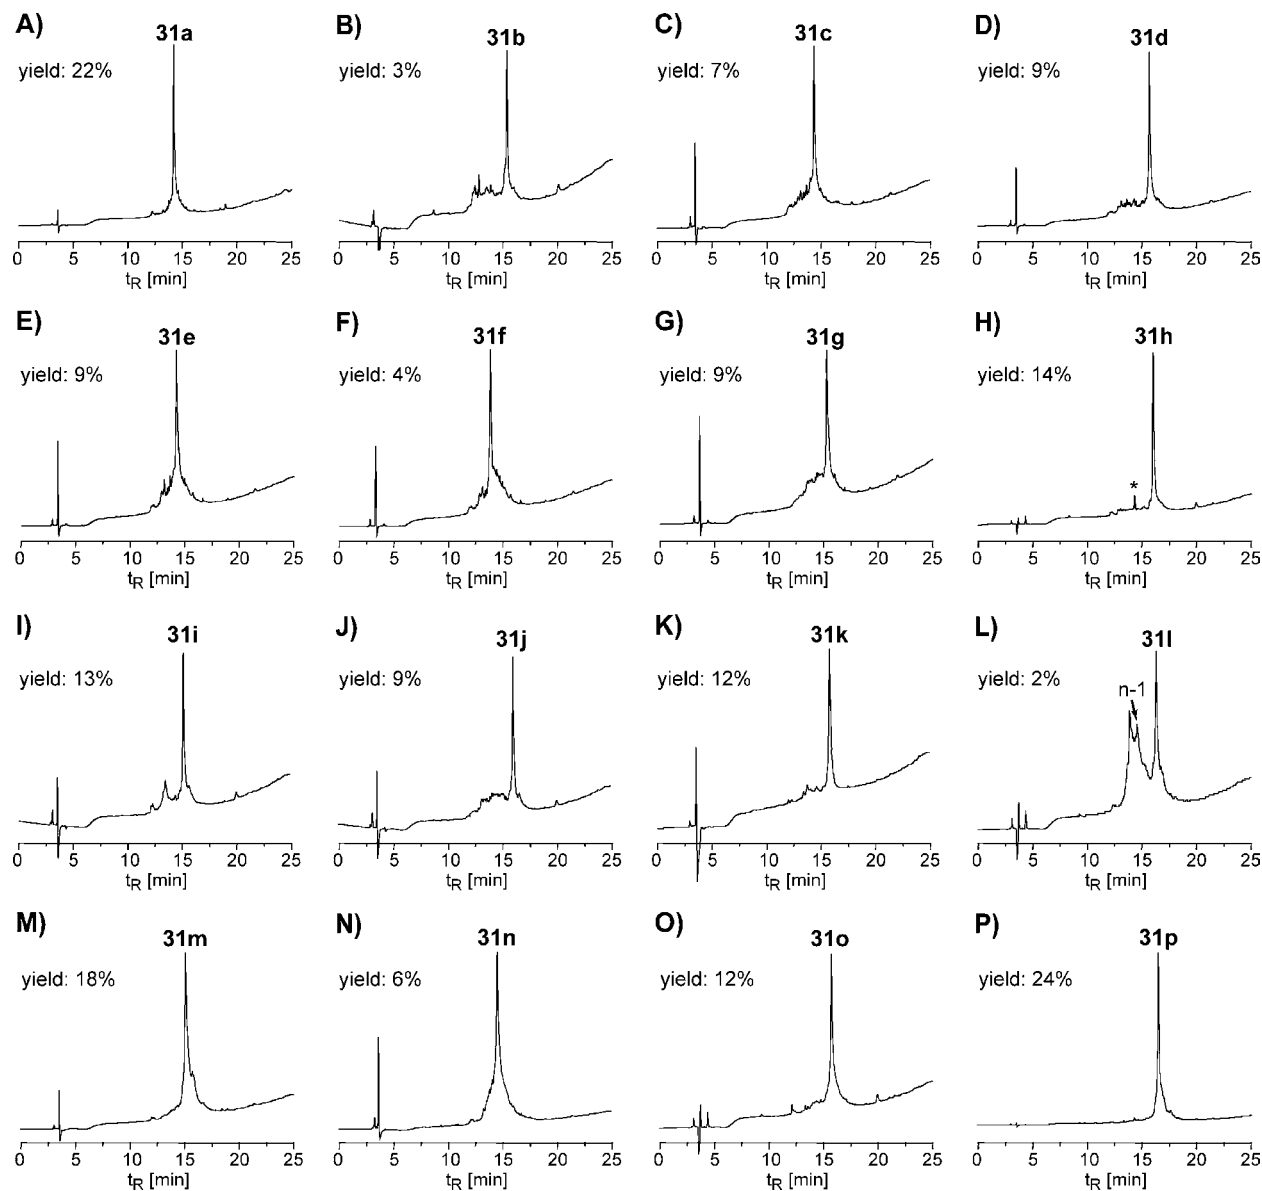 A) B) C) D)
31a 31b 31c 31d
yield: 22% yield: 3% yield: 7% yield: 9%
0 5 10 15 20 25 0 5 10 15 20 25 0 5 10 15 20 25 0 5 10 15 20 25
tR [min] tR [min] tR [min] tR [min]
E) F) G) H)
31e 31f 31g 31h
yield: 9% yield: 4% yield: 9% yield: 14%
*
0 5 10 15 20 25 0 5 10 15 20 25 0 5 10 15 20 25 0 5 10 15 20 25
tR [min] tR [min] tR [min] tR [min]
I) J) K) L)
31i 31j 31k 31l
yield: 13% yield: 9% yield: 12% yield: 2%
n-1
0 5 10 15 20 25 0 5 10 15 20 25 0 5 10 15 20 25 0 5 10 15 20 25
tR [min] tR [min] tR [min] tR [min]
M) N) O) P)
31m 31n 31o 31p
yield: 18% yield: 6% yield: 12% yield: 24%
0 5 10 15 20 25 0 5 10 15 20 25 0 5 10 15 20 25 0 5 10 15 20 25
tR [min] tR [min] tR [min] tR [min]